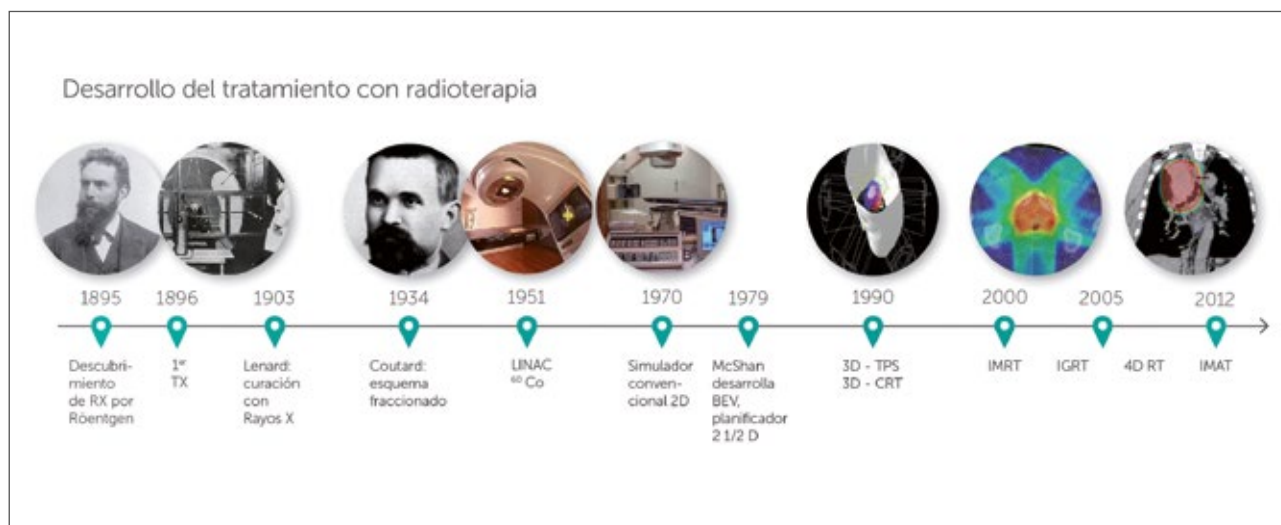 Desarrollo del tratamiento con radioterapia
1895
1896
1903
1934
1951
1970
1979
1990
2000
2005
2012
Descubri-
miento
de RX por
Röentgen
1er
TX
Lenard:
curación
con
Rayos X
Coutard:
esquema
fraccionado
LINAC
60 Co
Simulador
conven-
cional 2D
McShan
desarrolla
BEV,
planificador
2 1/2 D
3D - TPS
3D - CRT
IMRT
IGRT
4D RT
IMAT